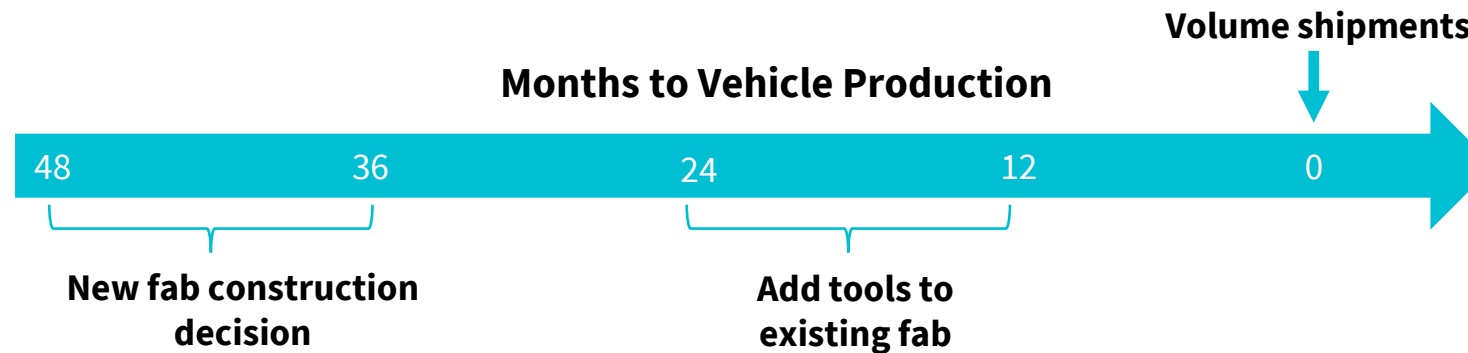 Volume shipments
Months to Vehicle Production
48 36 24 12 0
New fab construction
decision
Add tools to
existing fab